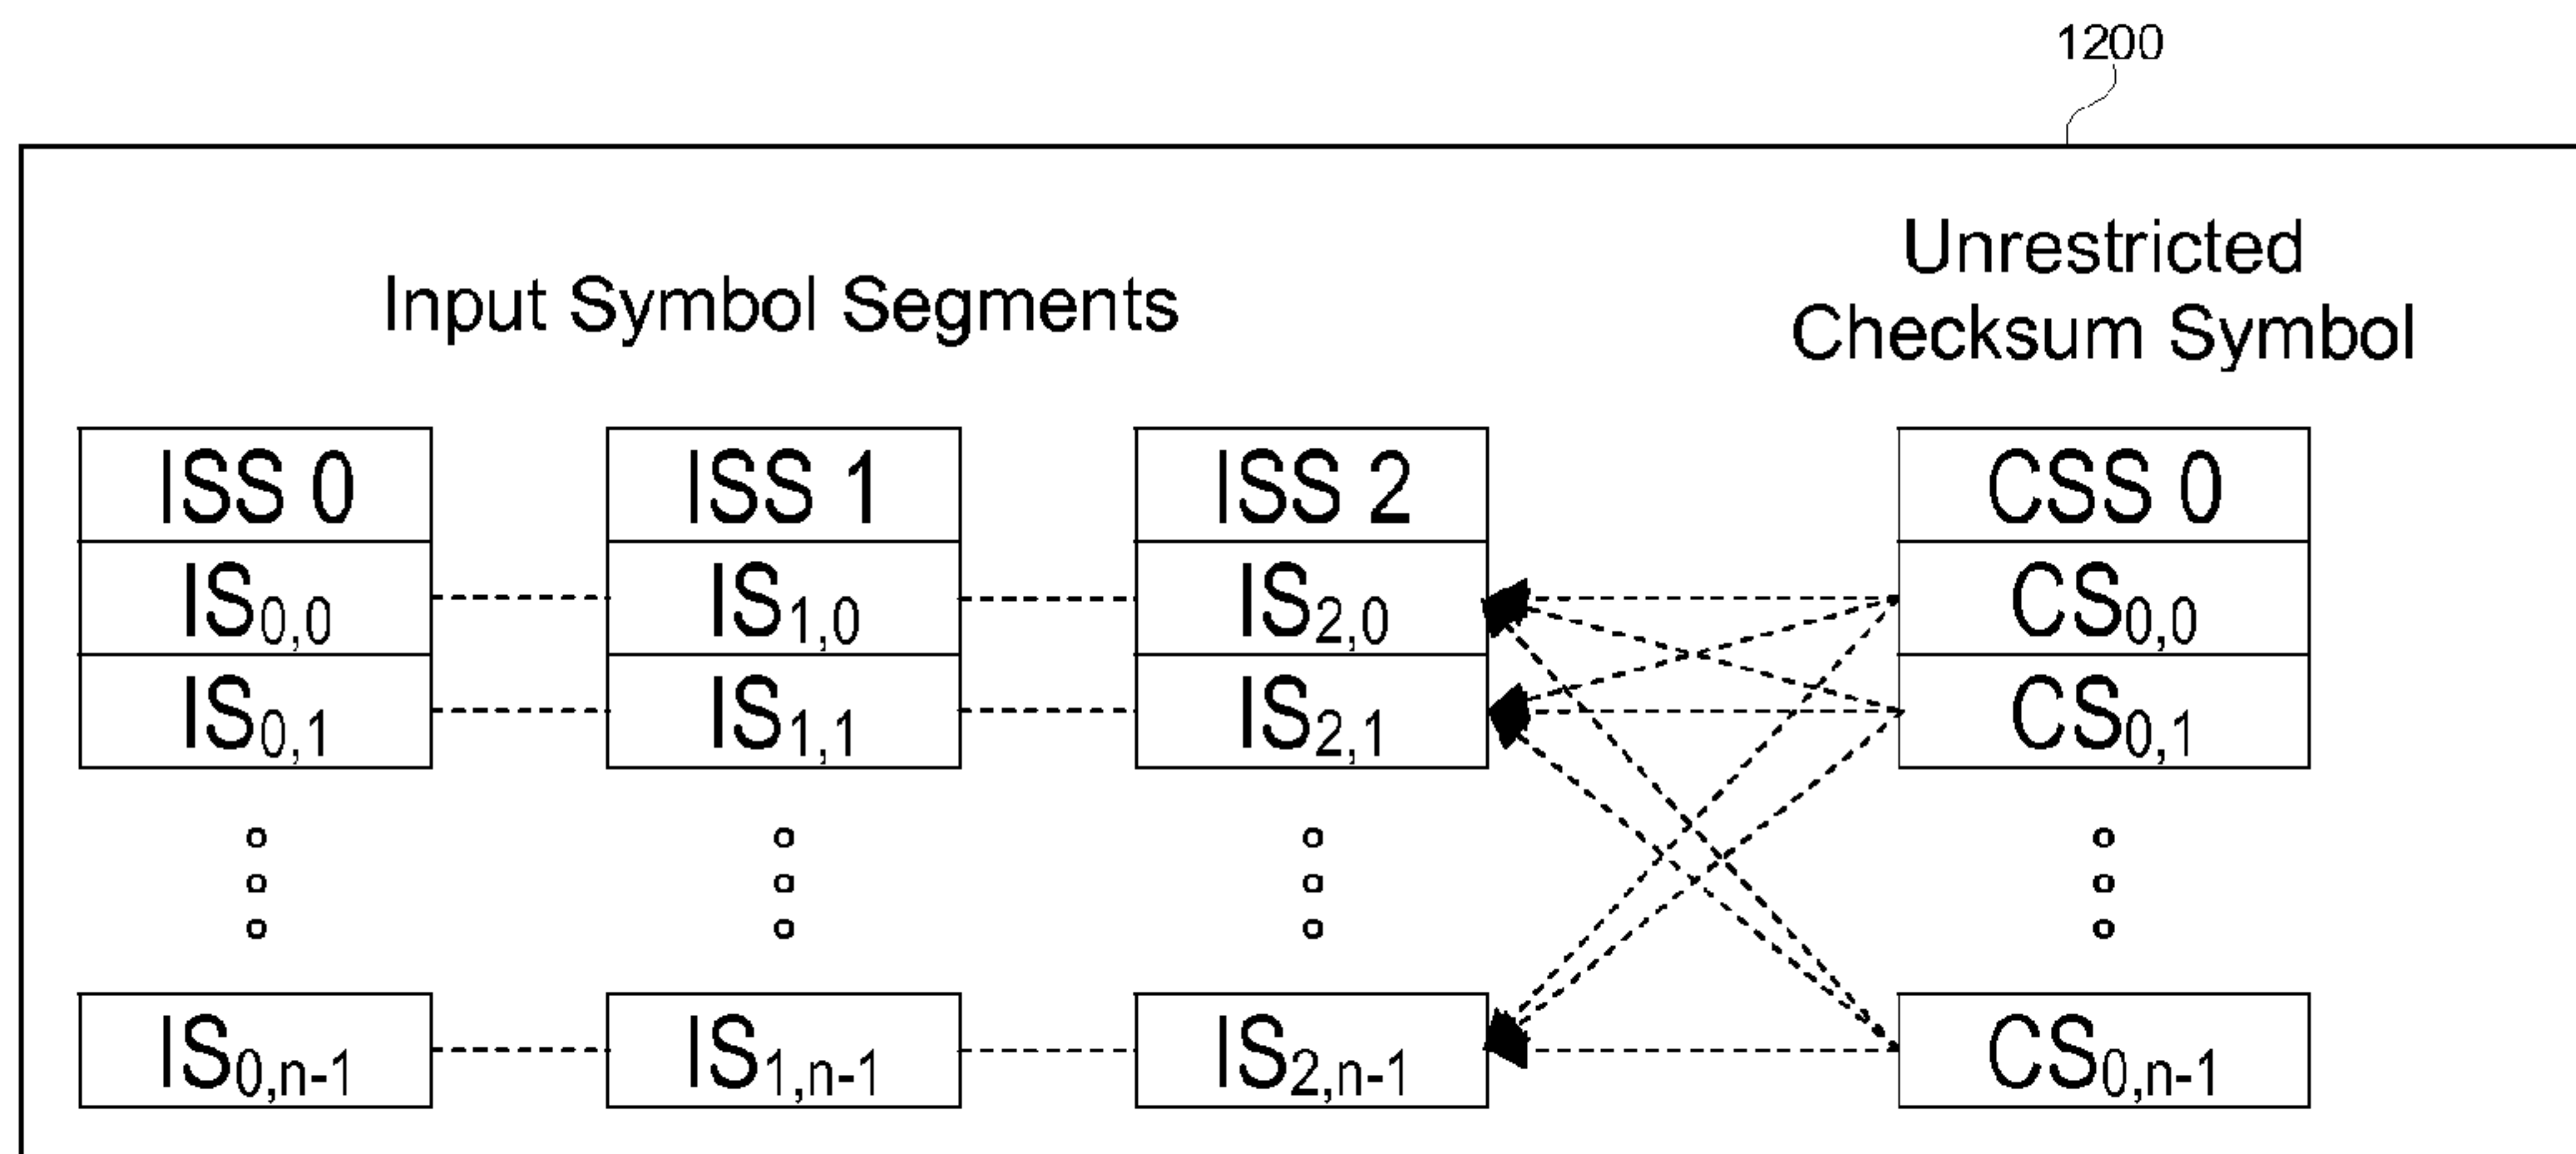 1200
Input Symbol Segments
Unrestricted
Checksum Symbol
ISS 0 ISS 1 ISS 2 CSS 0
IS0,0 IS1,0 IS2,0 CS0,0
IS0,1 IS1,1 IS2,1 CS0,1
IS0,n-1 IS1,n-1 IS2,n-1 CS0,n-1